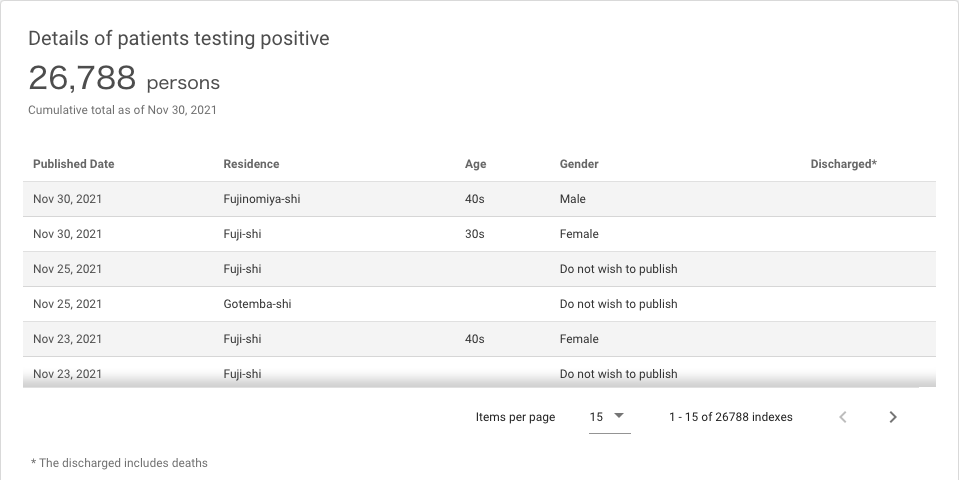 Details of patients testing positive
26,788 persons
Cumulative total as of Nov 30, 2021
Published Date Residence Age Gender Discharged*
Nov 30, 2021 Fujinomiya-shi 40s Male
Nov 30, 2021 Fuji-shi 30s Female
Nov 25, 2021 Fuji-shi Do not wish to publish
Nov 25, 2021 Gotemba-shi Do not wish to publish
Nov 23, 2021 Fuji-shi 40s Female
Nov 23, 2021 Fuji-shi Do not wish to publish
Items per page 15 1 - 15 of 26788 indexes
* The discharged includes deaths